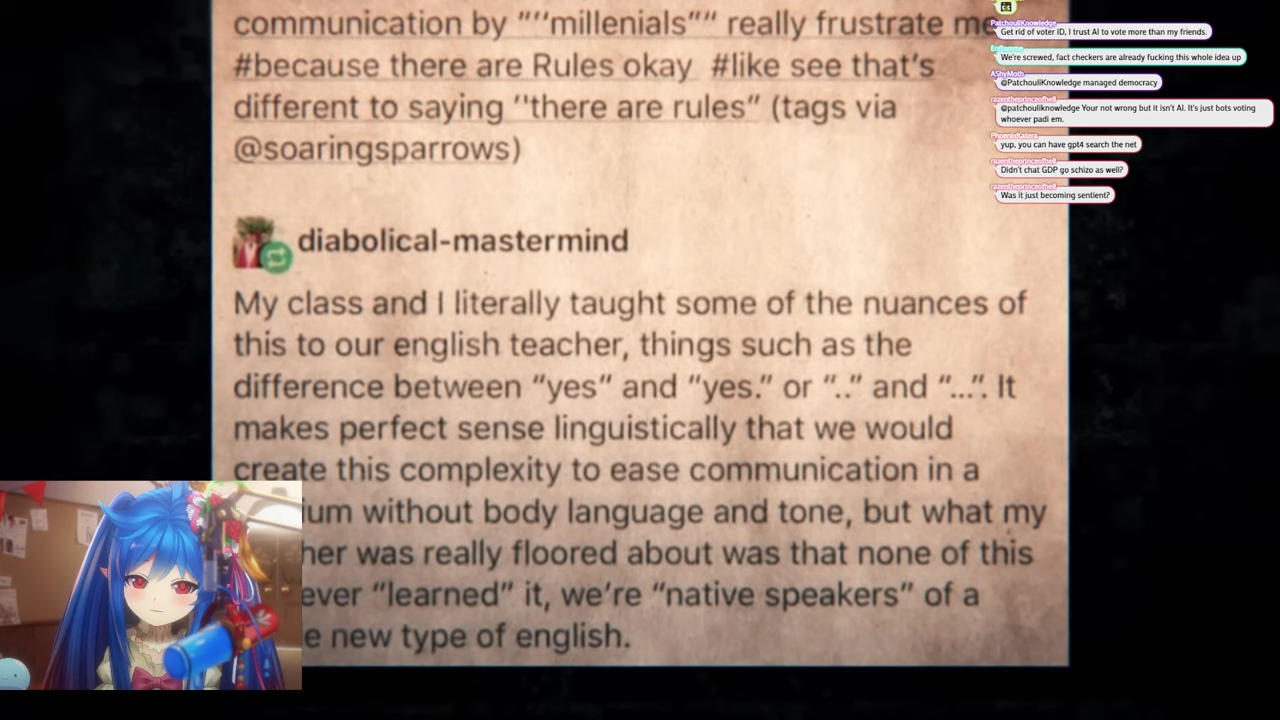 communication by ""'millenials"" really frustrate me
#because there are Rules okay #like see that's
different to saying ''there are rules" (tags via
@soaringsparrows)
diabolical-mastermind
My class and I literally taught some of the nuances of
this to our english teacher, things such as the
difference between "yes" and "yes." or ".." and "...". It
makes perfect sense linguistically that we would
create this complexity to ease communication in a
um without body language and tone, but what my
her was really floored about was that none of this
ever "learned" it, we're "native speakers" of a
e new type of english.
PatchouliKnowledge
Get rid of voter ID, I trust AI to vote more than my friends.
We're screwed, fact checkers are already fucking this whole idea up
AShyMoth
@PatchouliKnowledge managed democracy
razentheprinceofhell
@patchouliknowledge Your not wrong but it isn't AI. It's just bots voting
whoever padi em.
PhoenixKatera
yup, you can have gpt4 search the net
razentheprinceofhell
Didn't chat GDP go schizo as well?
razentheprinceofhell
Was it just becoming sentient?